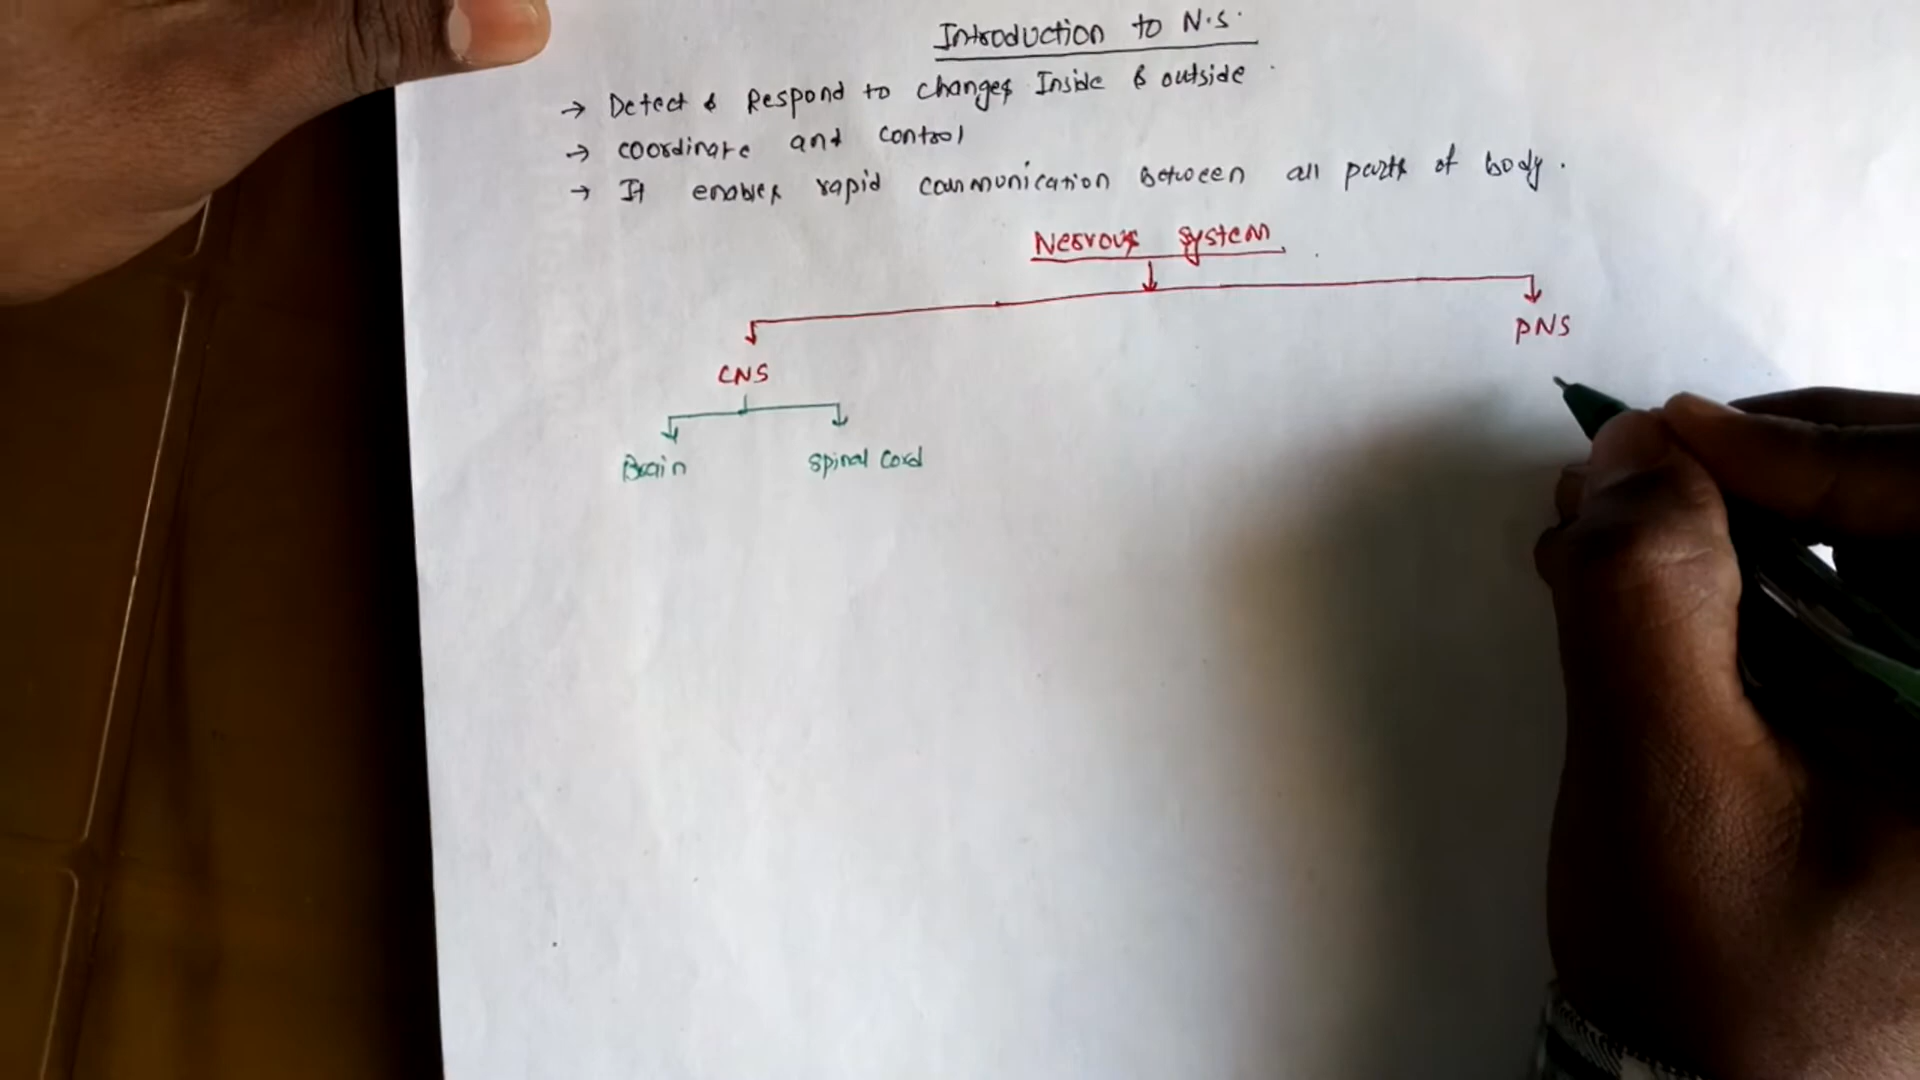 Introduction to N.S.
→ Detect & Respond to changes Inside & outside
→ coordinate and control
→ It enables rapid communication Between all parts of body.
Nervous system
PNS
CNS
Brain spinal cord